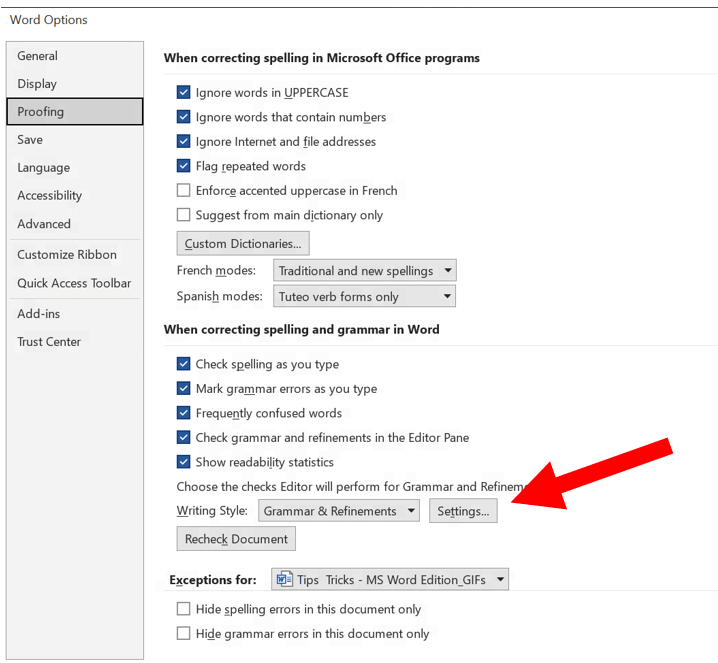 Word Options
General
Display
Proofing
Save
Language
Accessibility
Advanced
Customize Ribbon
Quick Access Toolbar
Add-ins
Trust Center
When correcting spelling in Microsoft Office programs
Ignore words in UPPERCASE
Ignore words that contain numbers
Ignore Internet and file addresses
Flag repeated words
Enforce accented uppercase in French
Suggest from main dictionary only
Custom Dictionaries...
French modes: Traditional and new spellings
Spanish modes: Tuteo verb forms only
When correcting spelling and grammar in Word
Check spelling as you type
Mark grammar errors as you type
Frequently confused words
Check grammar and refinements in the Editor Pane
Show readability statistics
Choose the checks Editor will perform for Grammar and
Writing Style: Grammar & Refinements Settings...
Recheck Document
Exceptions for: Tips Tricks - MS Word Edition_GIFs
Hide spelling errors in this document only
Hide grammar errors in this document only